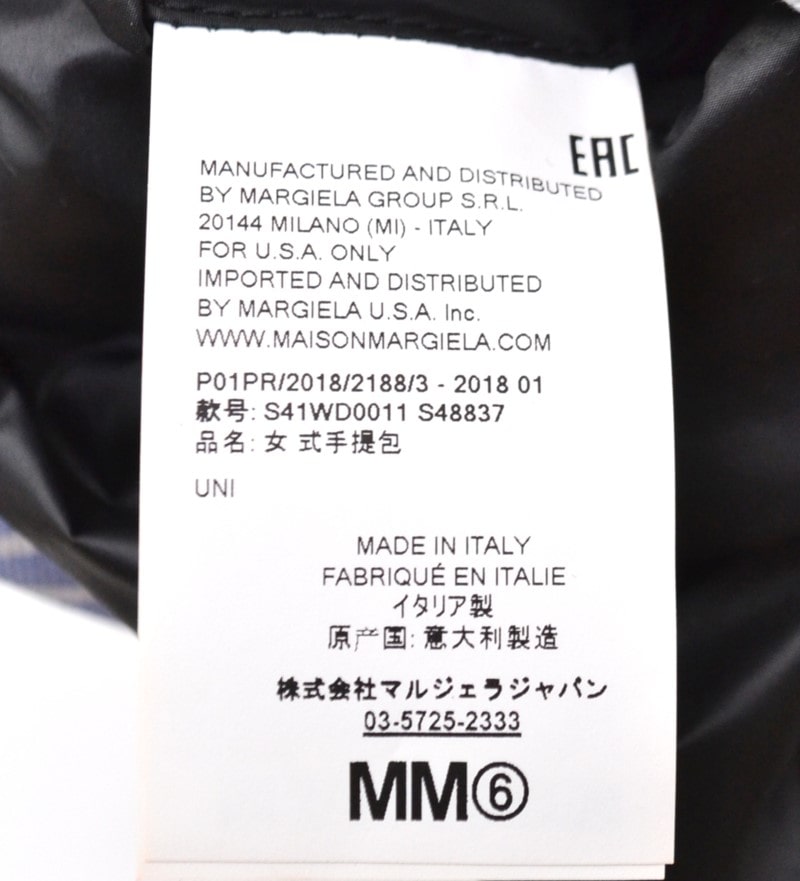 EAC
MANUFACTURED AND DISTRIBUTED
BY MARGIELA GROUP S.R.L.
20144 MILANO (MI) - ITALY
FOR U.S.A. ONLY
IMPORTED AND DISTRIBUTED
BY MARGIELA U.S.A. Inc.
WWW.MAISONMARGIELA.COM
P01PR/2018/2188/3 - 2018 01
款号: S41WD0011 S48837
品名: 女 式手提包
UNI
MADE IN ITALY
FABRIQUÉ EN ITALIE
イタリア製
原产国: 意大利製造
株式会社マルジェラジャパン
03-5725-2333
MM⑥